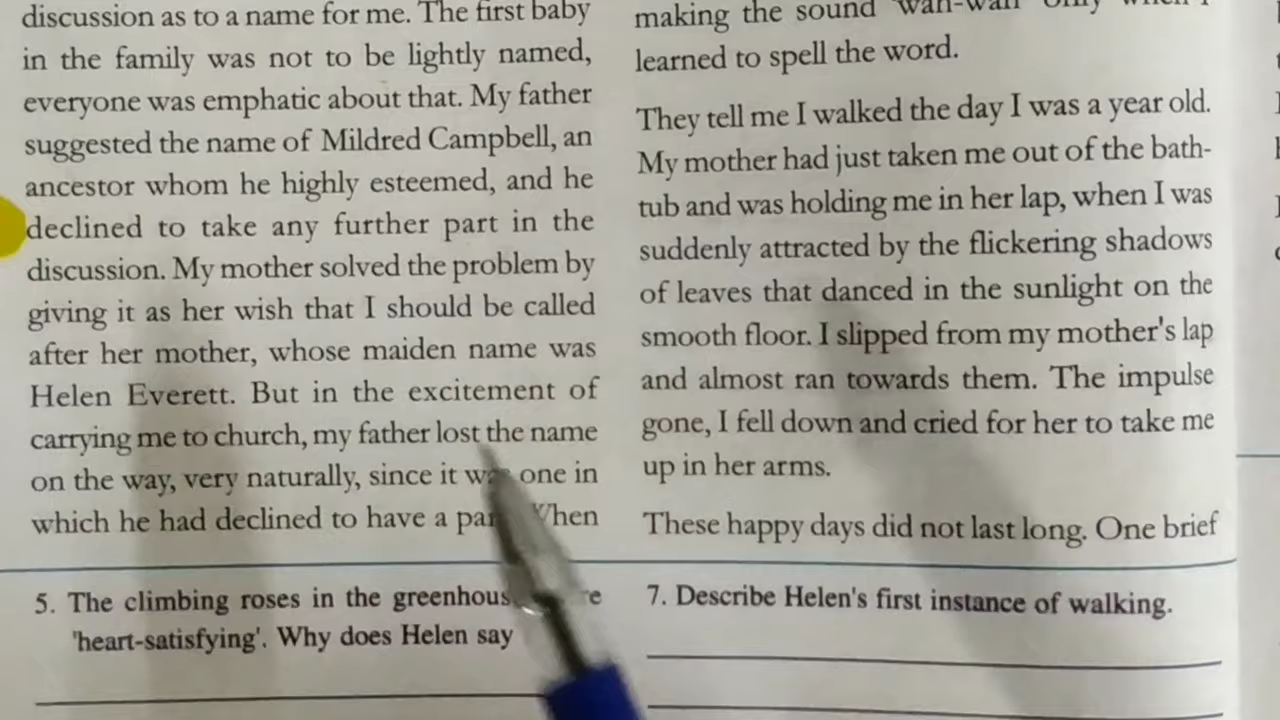 discussion as to a name for me. The first baby
in the family was not to be lightly named,
everyone was emphatic about that. My father
suggested the name of Mildred Campbell, an
ancestor whom he highly esteemed, and he
declined to take any further part in the
discussion. My mother solved the problem by
giving it as her wish that I should be called
after her mother, whose maiden name was
Helen Everett. But in the excitement of
carrying me to church, my father lost the name
on the way, very naturally, since it was one in
which he had declined to have a part. When
5. The climbing roses in the greenhouse were
'heart-satisfying'. Why does Helen say
making the sound 'wah-wah' only when I
learned to spell the word.
They tell me I walked the day I was a year old.
My mother had just taken me out of the bath-
tub and was holding me in her lap, when I was
suddenly attracted by the flickering shadows
of leaves that danced in the sunlight on the
smooth floor. I slipped from my mother's lap
and almost ran towards them. The impulse
gone, I fell down and cried for her to take me
up in her arms.
These happy days did not last long. One brief
7. Describe Helen's first instance of walking.